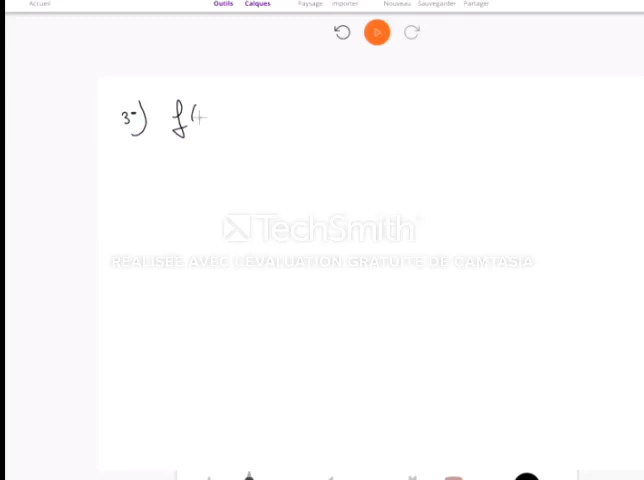 Accueil Outils Calques Paysage Importer Nouveau Sauvegarder Partager
3-) f(
TechSmith
RÉALISÉE AVEC L'ÉVALUATION GRATUITE DE CAMTASIA